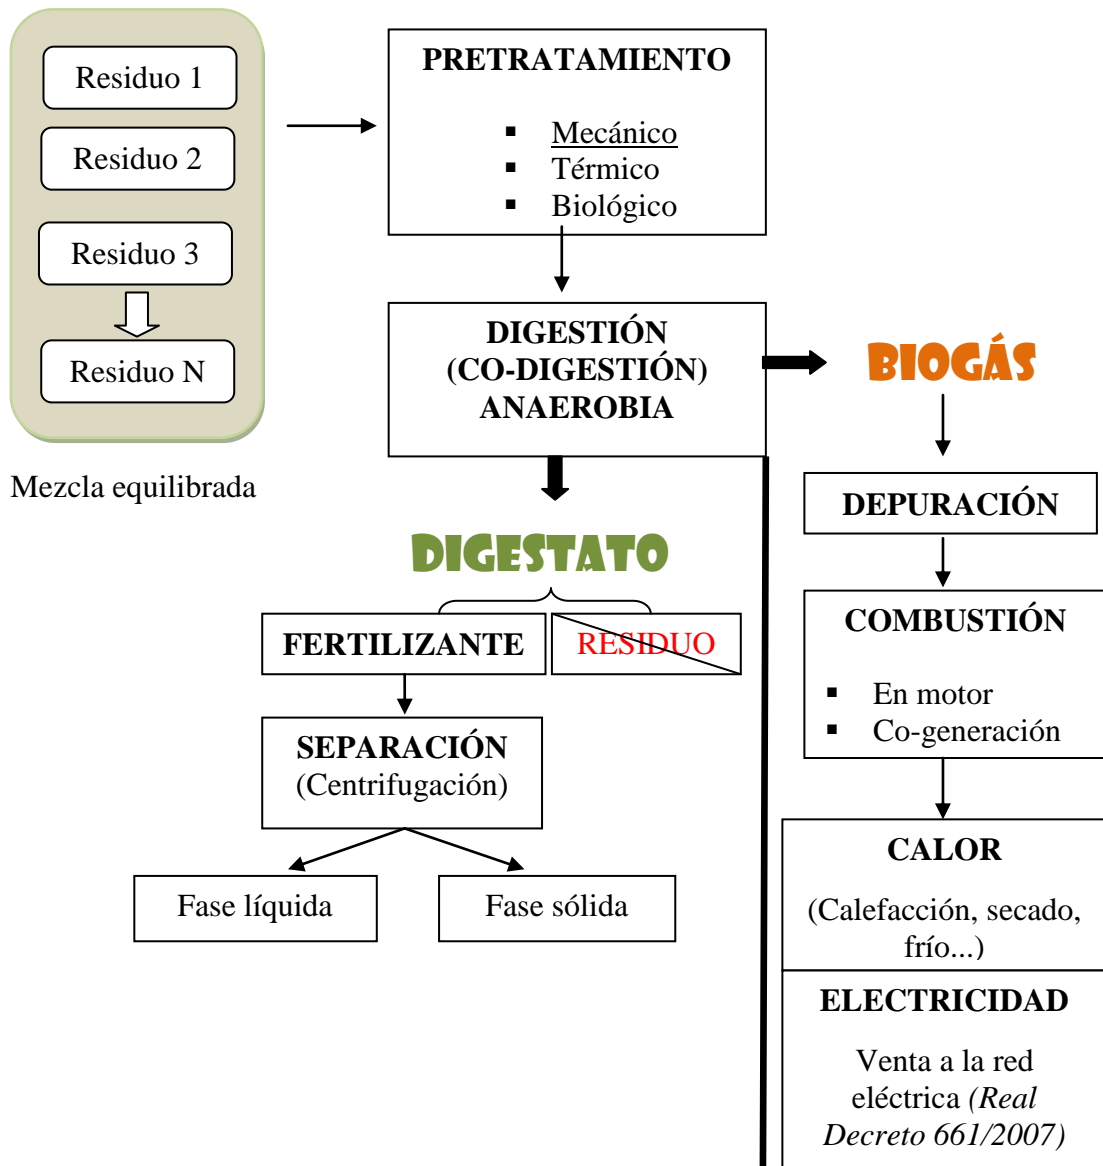 Residuo 1
Residuo 2
Residuo 3
Residuo N
Mezcla equilibrada
PRETRATAMIENTO
▪ Mecánico
▪ Térmico
▪ Biológico
DIGESTIÓN
(CO-DIGESTIÓN)
ANAEROBIA
BIOGÁS
DIGESTATO
FERTILIZANTE
RESIDUO
SEPARACIÓN
(Centrifugación)
Fase líquida
Fase sólida
DEPURACIÓN
COMBUSTIÓN
▪ En motor
▪ Co-generación
CALOR
(Calefacción, secado,
frío...)
ELECTRICIDAD
Venta a la red
eléctrica (Real
Decreto 661/2007)